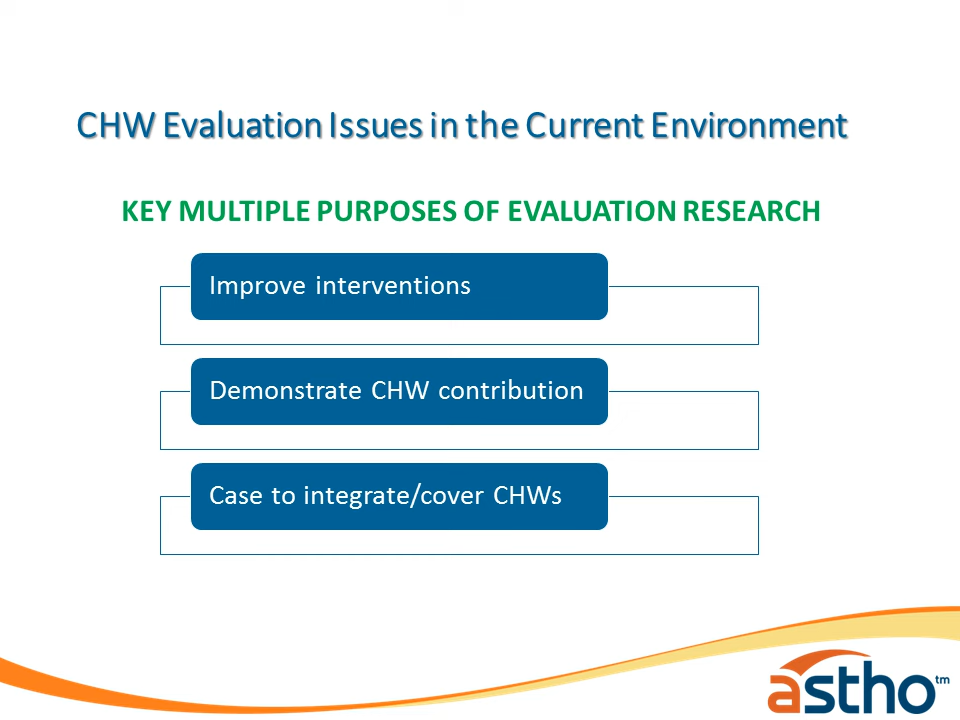 CHW Evaluation Issues in the Current Environment
KEY MULTIPLE PURPOSES OF EVALUATION RESEARCH
Improve interventions
Demonstrate CHW contribution
Case to integrate/cover CHWs
astho™